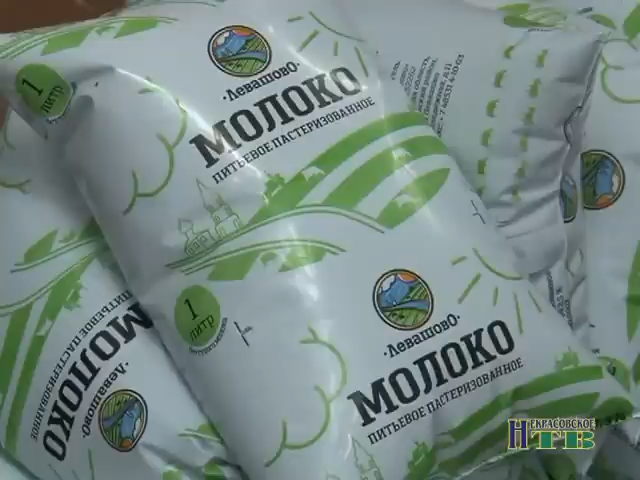 1
литр
·Левашово·
МОЛОКО
ПИТЬЕВОЕ ПАСТЕРИЗОВАННОЕ
1
литр
·Левашово·
МОЛОКО
ПИТЬЕВОЕ ПАСТЕРИЗОВАННОЕ
·Левашово·
МОЛОКО
ПИТЬЕВОЕ ПАСТЕРИЗОВАННОЕ
НЕКРАСОВСКОЕ
ТВ